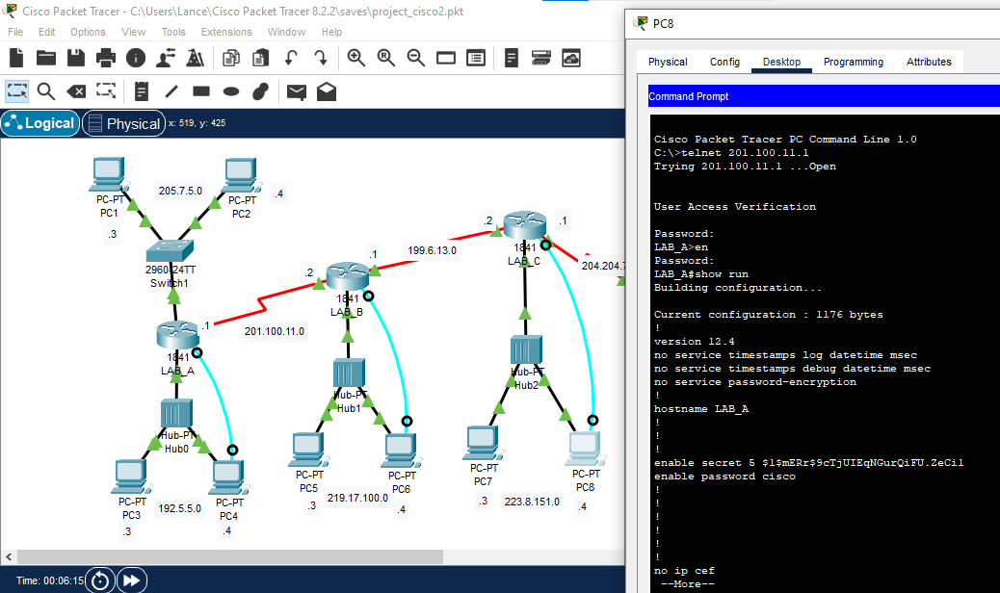 Cisco Packet Tracer - C:\Users\Lance\Cisco Packet Tracer 8.2.2\saves\project_cisco2.pkt
File Edit Options View Tools Extensions Window Help
Logical Physical x: 519, y: 425
PC-PT
PC1
.3
205.7.5.0
PC-PT
PC2
.4
2960-24TT
Switch1
.1
1841
LAB_A
201.100.11.0
Hub-PT
Hub0
PC-PT
PC3
.3
192.5.5.0
PC-PT
PC4
.4
.2
.1
1841
LAB_B
199.6.13.0
Hub-PT
Hub1
PC-PT
PC5
.3
219.17.100.0
PC-PT
PC6
.4
.2
.1
1841
LAB_C
204.204.7
Hub-PT
Hub2
PC-PT
PC7
.3
223.8.151.0
PC-PT
PC8
.4
Time: 00:06:15
PC8
Physical Config Desktop Programming Attributes
Command Prompt
Cisco Packet Tracer PC Command Line 1.0
C:\>telnet 201.100.11.1
Trying 201.100.11.1 ...Open
User Access Verification
Password:
LAB_A>en
Password:
LAB_A#show run
Building configuration...
Current configuration : 1176 bytes
!
version 12.4
no service timestamps log datetime msec
no service timestamps debug datetime msec
no service password-encryption
!
hostname LAB_A
!
!
!
enable secret 5 $1$mERr$9cTjUIEqNGurQiFU.ZeCi1
enable password cisco
!
!
!
!
!
!
no ip cef
--More--